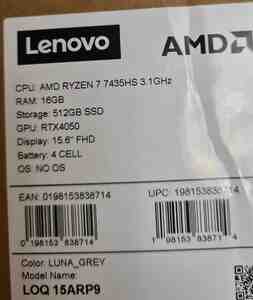 Lenovo AMD
CPU: AMD RYZEN 7 7435HS 3.1GHz
RAM: 16GB
Storage: 512GB SSD
GPU: RTX4050
Display: 15.6" FHD
Battery: 4 CELL
OS: NO OS
EAN: 0198153838714 UPC: 198153838714
0 198153 838714 1 98153 83871 4
Color: LUNA_GREY
Model Name:
LOQ 15ARP9